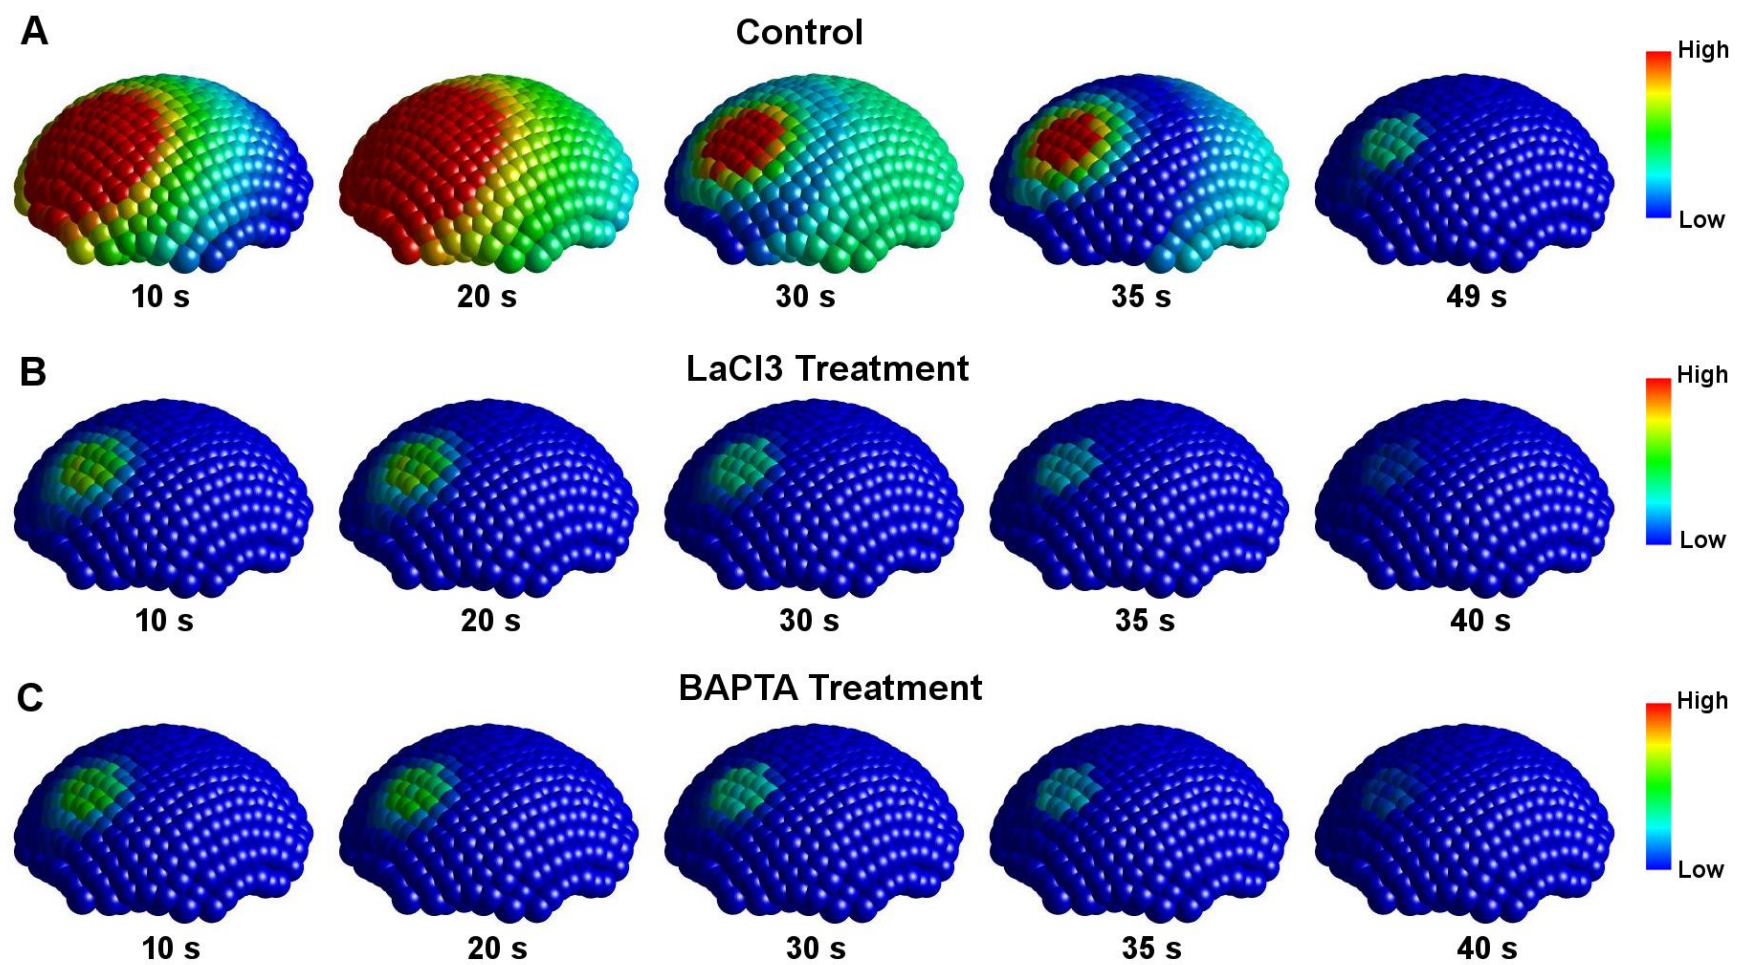 A
Control
High
Low
10 s
20 s
30 s
35 s
49 s
B
LaCl3 Treatment
High
Low
10 s
20 s
30 s
35 s
40 s
C
BAPTA Treatment
High
Low
10 s
20 s
30 s
35 s
40 s